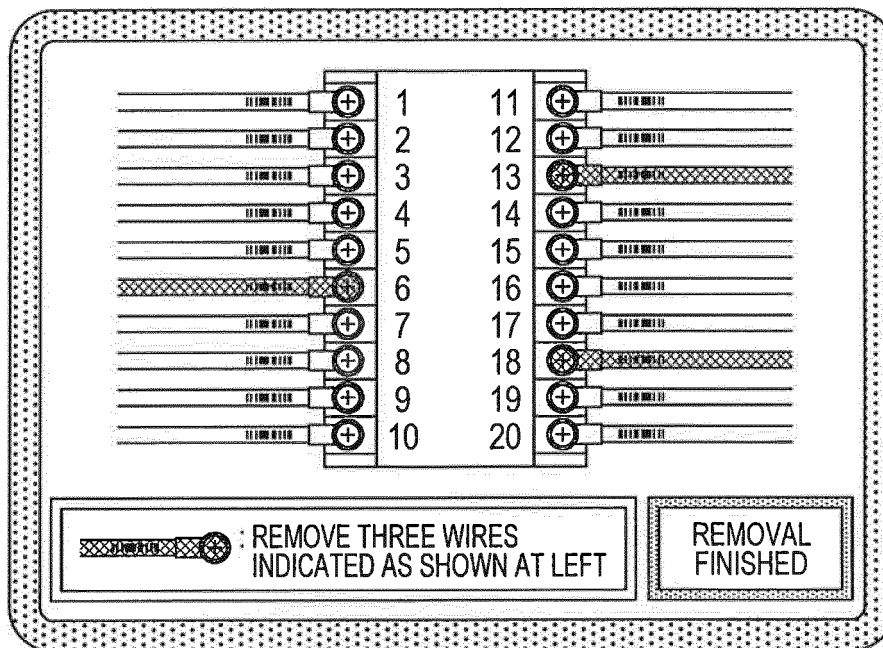 1 11
2 12
3 13
4 14
5 15
6 16
7 17
8 18
9 19
10 20
: REMOVE THREE WIRES
INDICATED AS SHOWN AT LEFT
REMOVAL
FINISHED